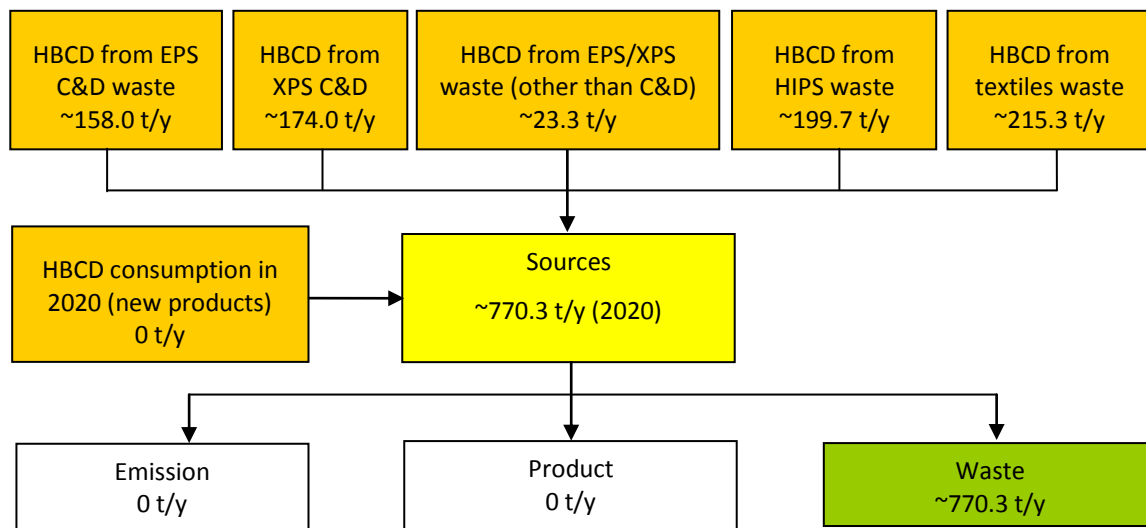 HBCD from EPS
C&D waste
~158.0 t/y
HBCD from
XPS C&D
~174.0 t/y
HBCD from EPS/XPS
waste (other than C&D)
~23.3 t/y
HBCD from
HIPS waste
~199.7 t/y
HBCD from
textiles waste
~215.3 t/y
HBCD consumption in
2020 (new products)
0 t/y
Sources
~770.3 t/y (2020)
Emission
0 t/y
Product
0 t/y
Waste
~770.3 t/y